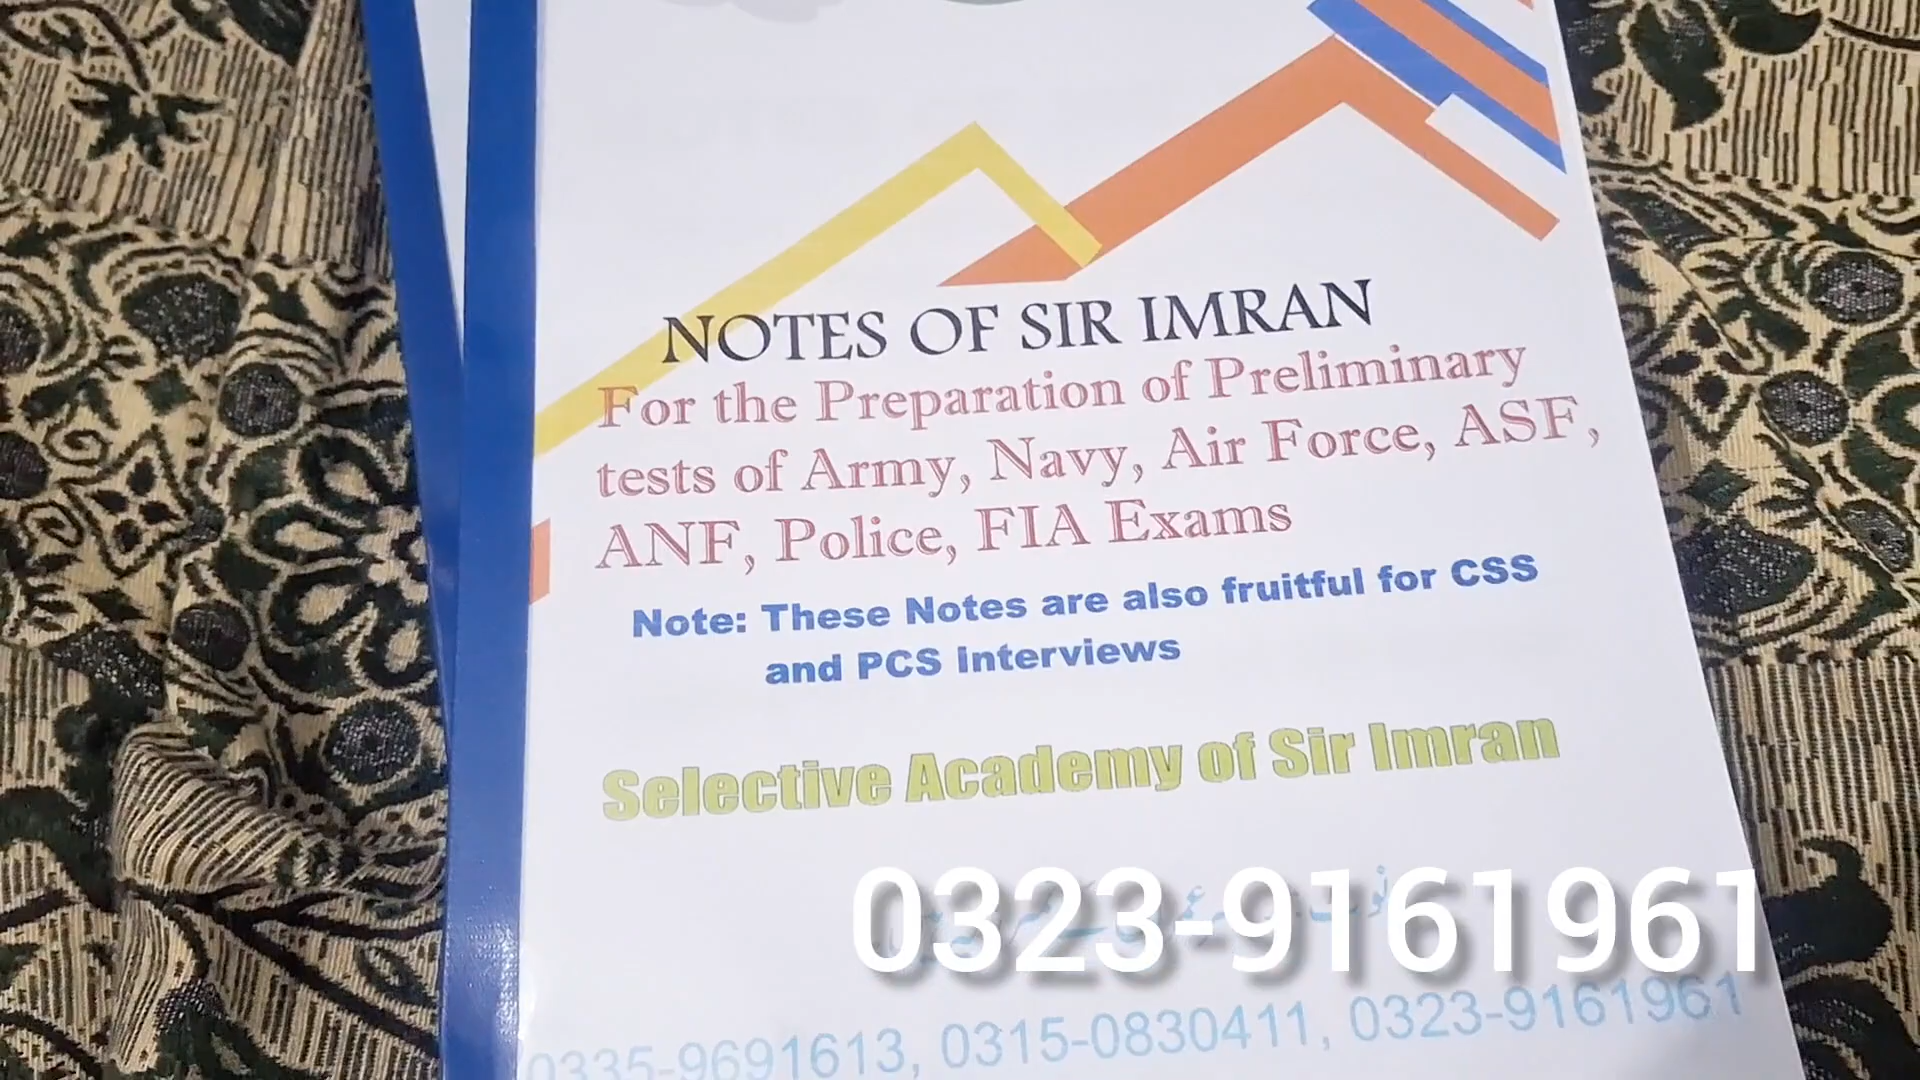 NOTES OF SIR IMRAN
For the Preparation of Preliminary
tests of Army, Navy, Air Force, ASF,
ANF, Police, FIA Exams
Note: These Notes are also fruitful for CSS
and PCS Interviews
Selective Academy of Sir Imran
0323-9161961
0335-9691613, 0315-0830411, 0323-9161961